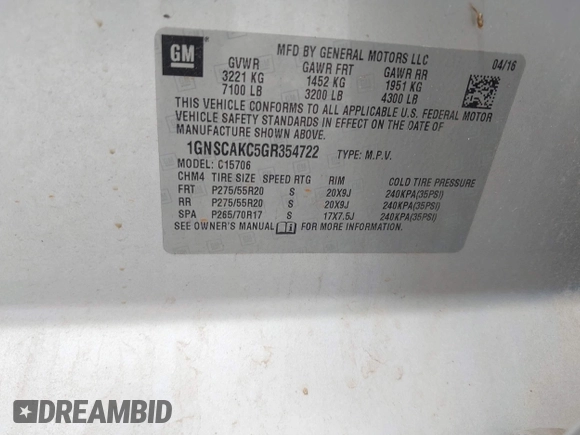 GM
MFD BY GENERAL MOTORS LLC
04/16
GVWR GAWR FRT GAWR RR
3221 KG 1452 KG 1951 KG
7100 LB 3200 LB 4300 LB
THIS VEHICLE CONFORMS TO ALL APPLICABLE U.S. FEDERAL MOTOR
VEHICLE SAFETY STANDARDS IN EFFECT ON THE DATE OF
MANUFACTURE SHOWN ABOVE.
1GNSCAKC5GR354722 TYPE: M.P.V.
MODEL: C15706
CHM4 TIRE SIZE SPEED RTG RIM COLD TIRE PRESSURE
FRT P275/55R20 S 20X9J 240KPA(35PSI)
RR P275/55R20 S 20X9J 240KPA(35PSI)
SPA P265/70R17 S 17X7.5J 240KPA(35PSI)
SEE OWNER'S MANUAL FOR MORE INFORMATION.
DREAMBID